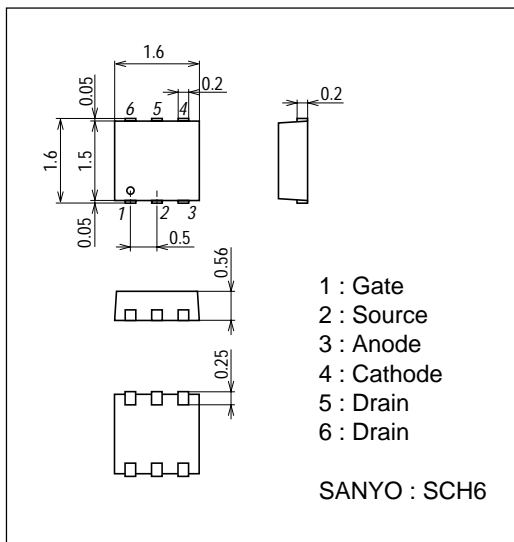 1.6
0.2
0.05
6 5 4
0.2
1.6
1.5
0.05
1 2 3
0.5
0.56
0.25
1 : Gate
2 : Source
3 : Anode
4 : Cathode
5 : Drain
6 : Drain
SANYO : SCH6